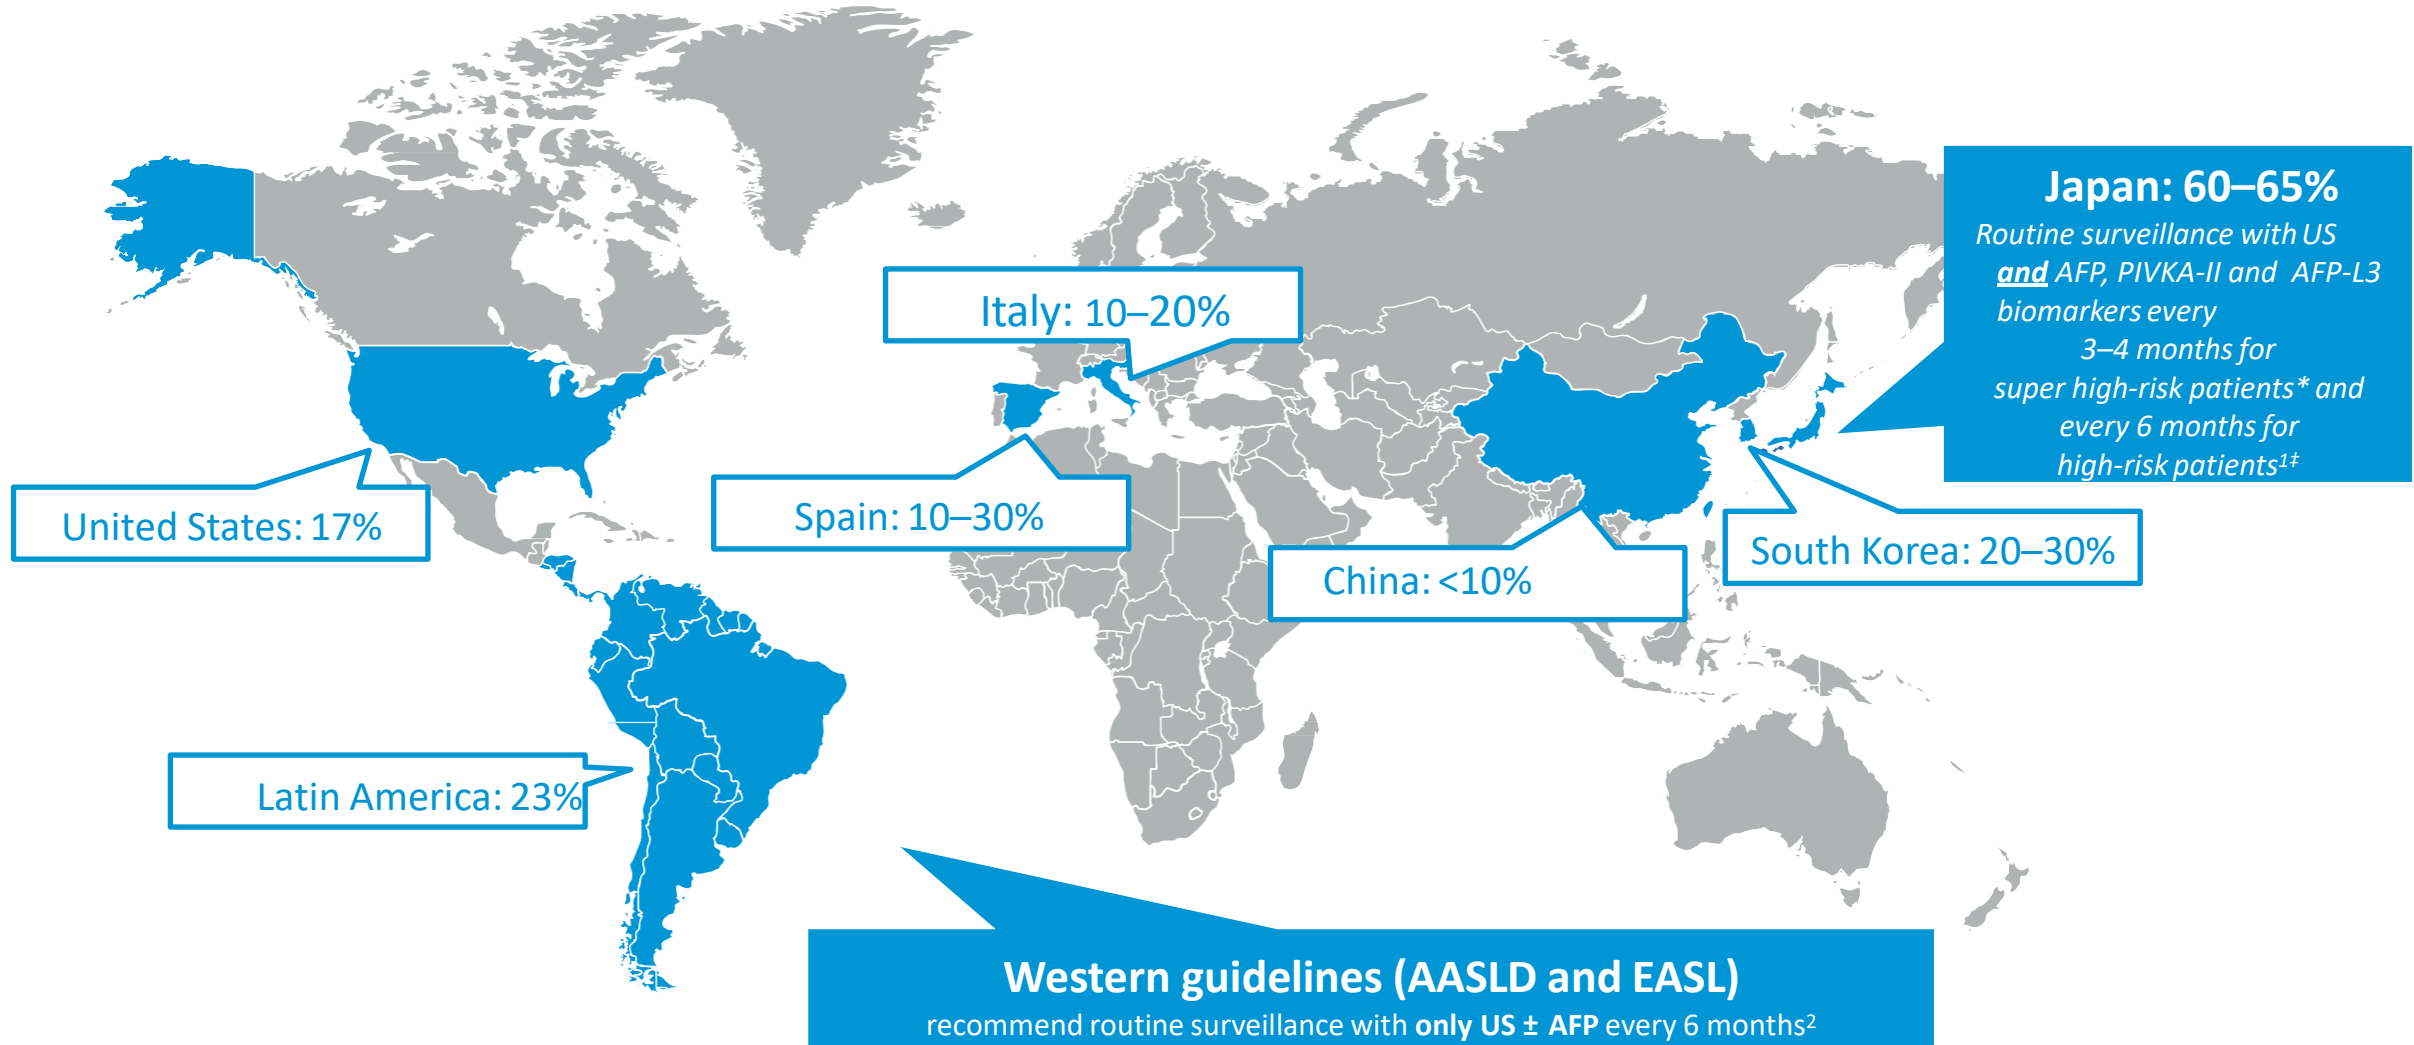 Japan: 60–65%
Routine surveillance with US
and AFP, PIVKA-II and AFP-L3
biomarkers every
3–4 months for
super high-risk patients* and
every 6 months for
high-risk patients¹‡
Italy: 10–20%
United States: 17%
Spain: 10–30%
South Korea: 20–30%
China: <10%
Latin America: 23%
Western guidelines (AASLD and EASL)
recommend routine surveillance with only US ± AFP every 6 months²